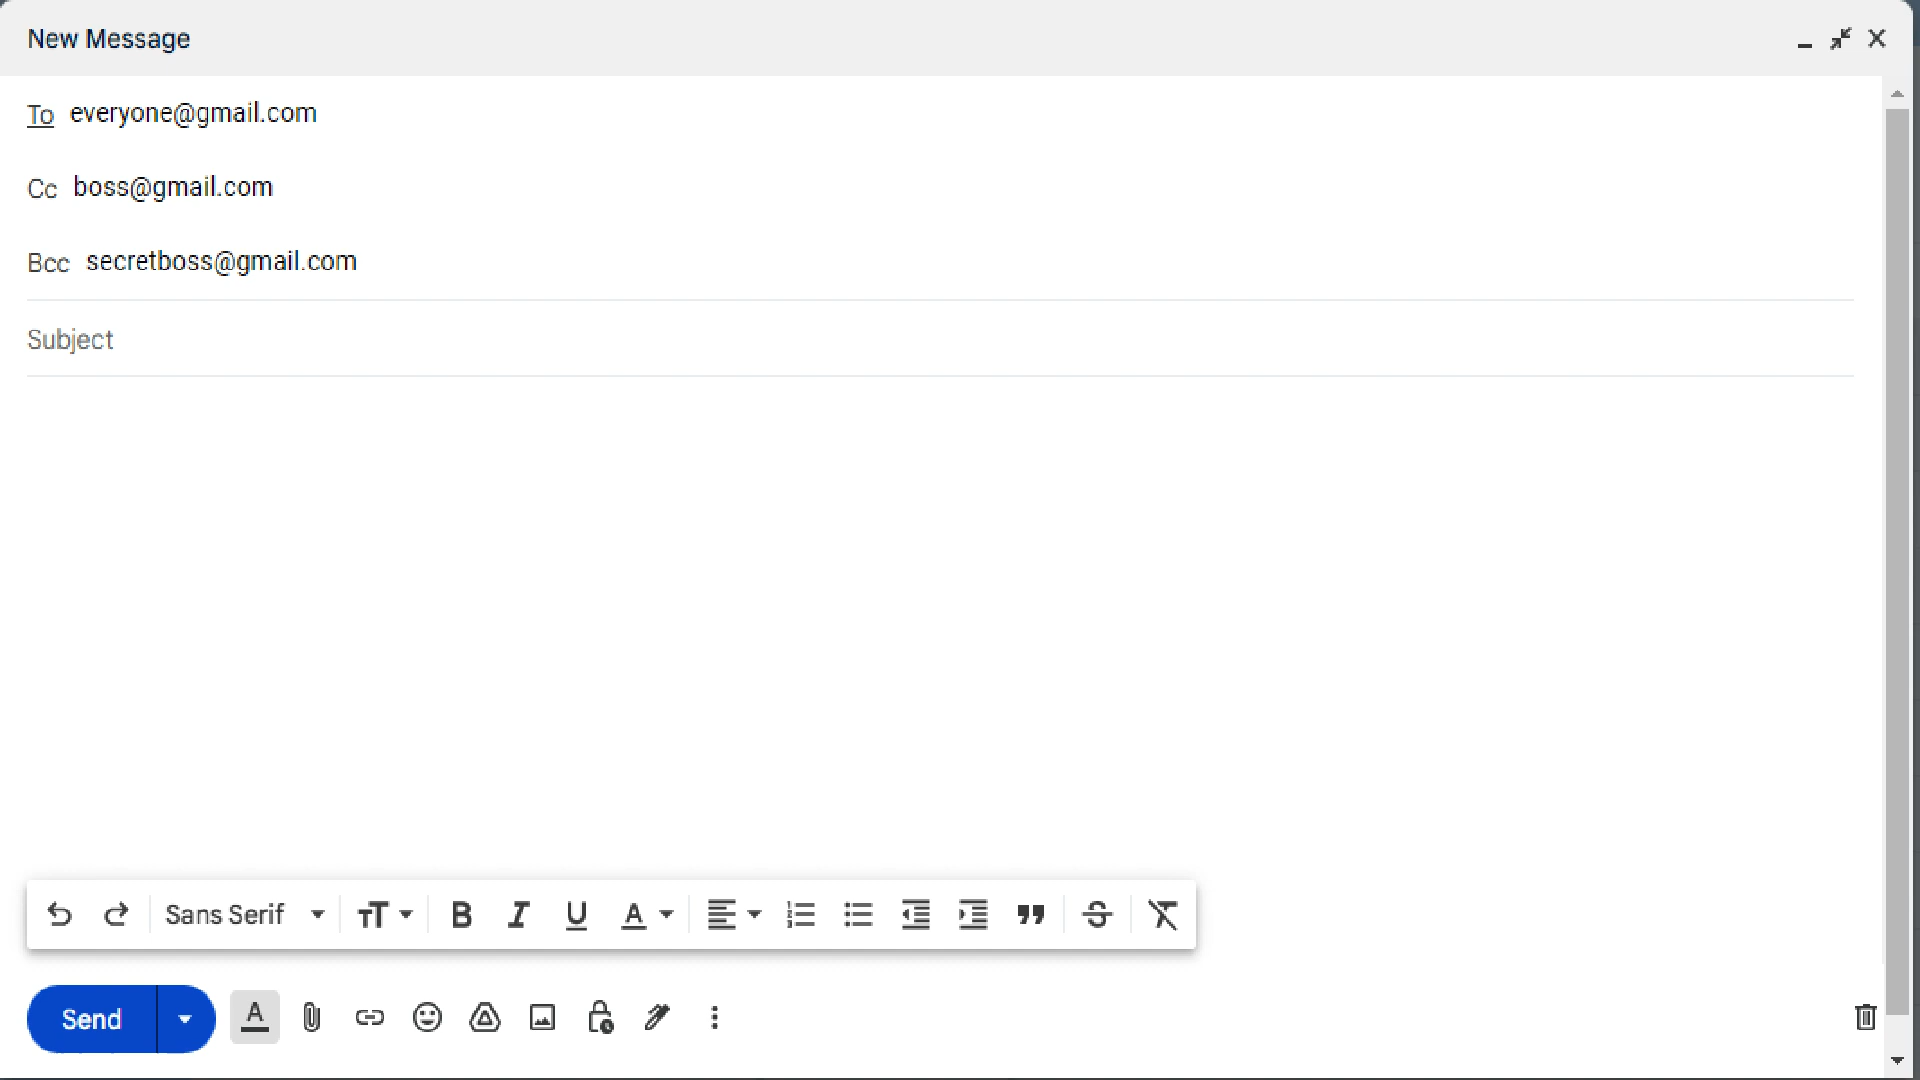 New Message
To everyone@gmail.com
Cc boss@gmail.com
Bcc secretboss@gmail.com
Subject
Sans Serif
Send